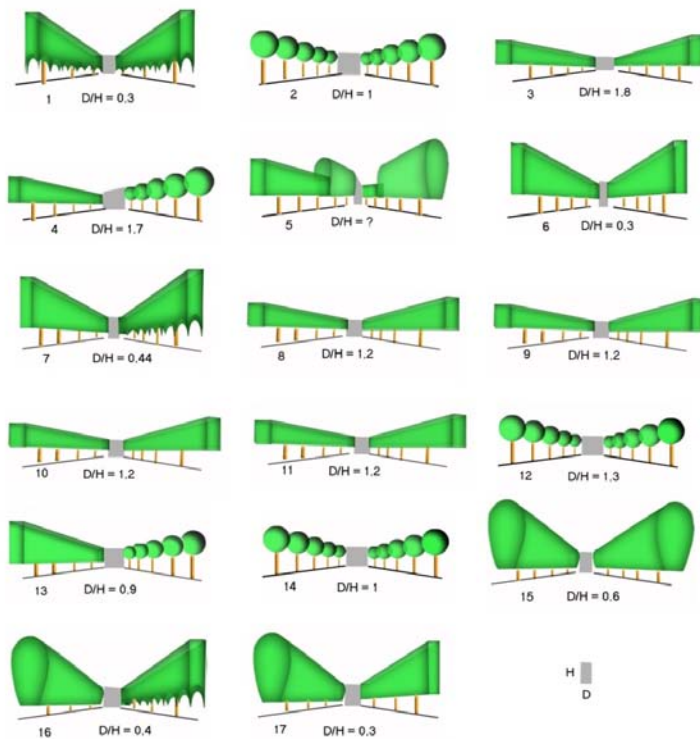 1 D/H = 0.3
2 D/H = 1
3 D/H = 1.8
4 D/H = 1.7
5 D/H = ?
6 D/H = 0.3
7 D/H = 0.44
8 D/H = 1.2
9 D/H = 1.2
10 D/H = 1.2
11 D/H = 1.2
12 D/H = 1.3
13 D/H = 0.9
14 D/H = 1
15 D/H = 0.6
16 D/H = 0.4
17 D/H = 0.3
H
D